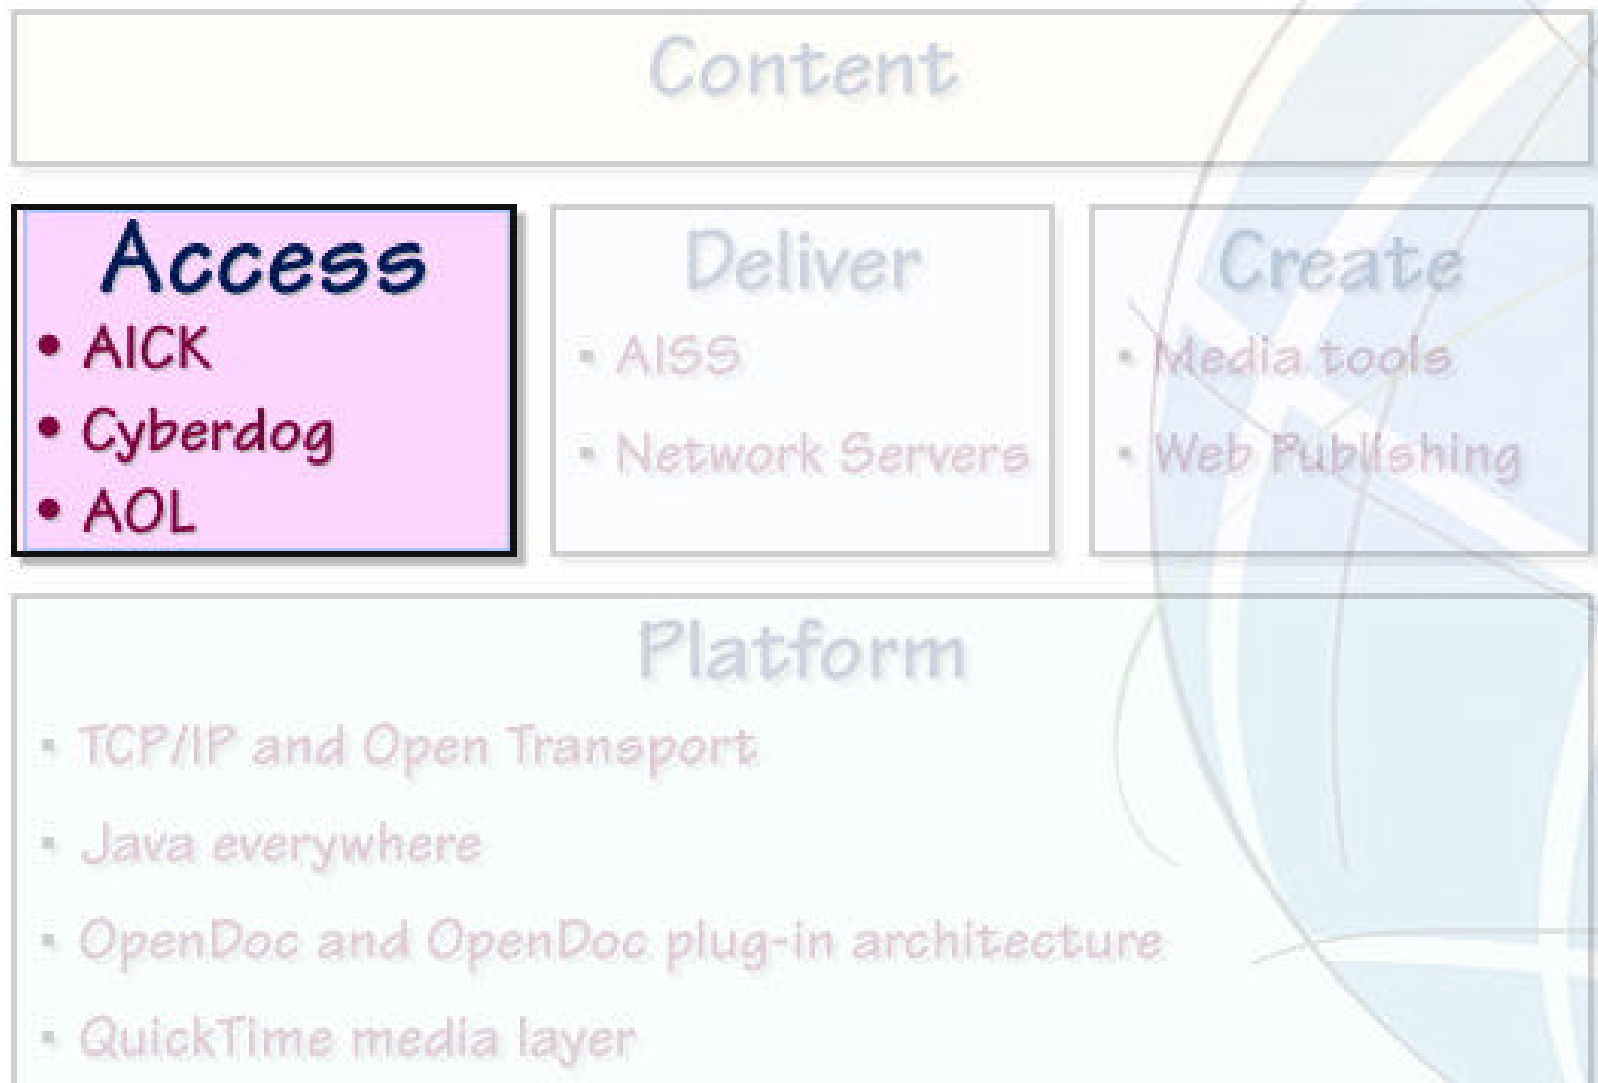 Content
Access
• AICK
• Cyberdog
• AOL
Deliver
• AISS
• Network Servers
Create
• Media tools
• Web Publishing
Platform
• TCP/IP and Open Transport
• Java everywhere
• OpenDoc and OpenDoc plug-in architecture
• QuickTime media layer